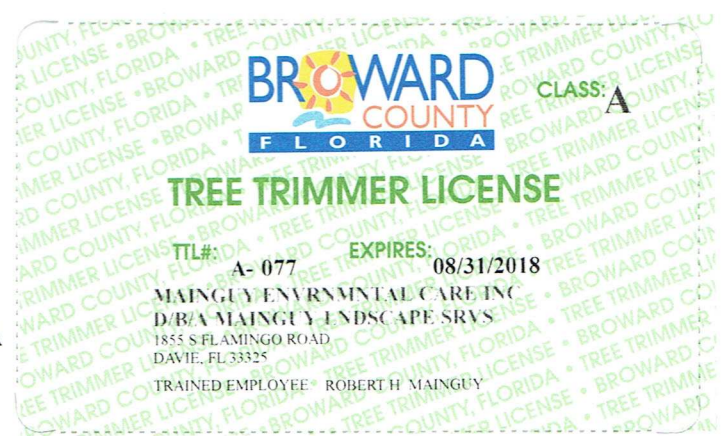 BROWARD
COUNTY
FLORIDA
CLASS: A
TREE TRIMMER LICENSE
TTL#: A- 077 EXPIRES: 08/31/2018
MAINGUY ENVRNMNTAL CARE INC
D/B/A MAINGUY LNDSCAPE SRVS
1855 S FLAMINGO ROAD
DAVIE, FL 33325
TRAINED EMPLOYEE ROBERT H MAINGUY